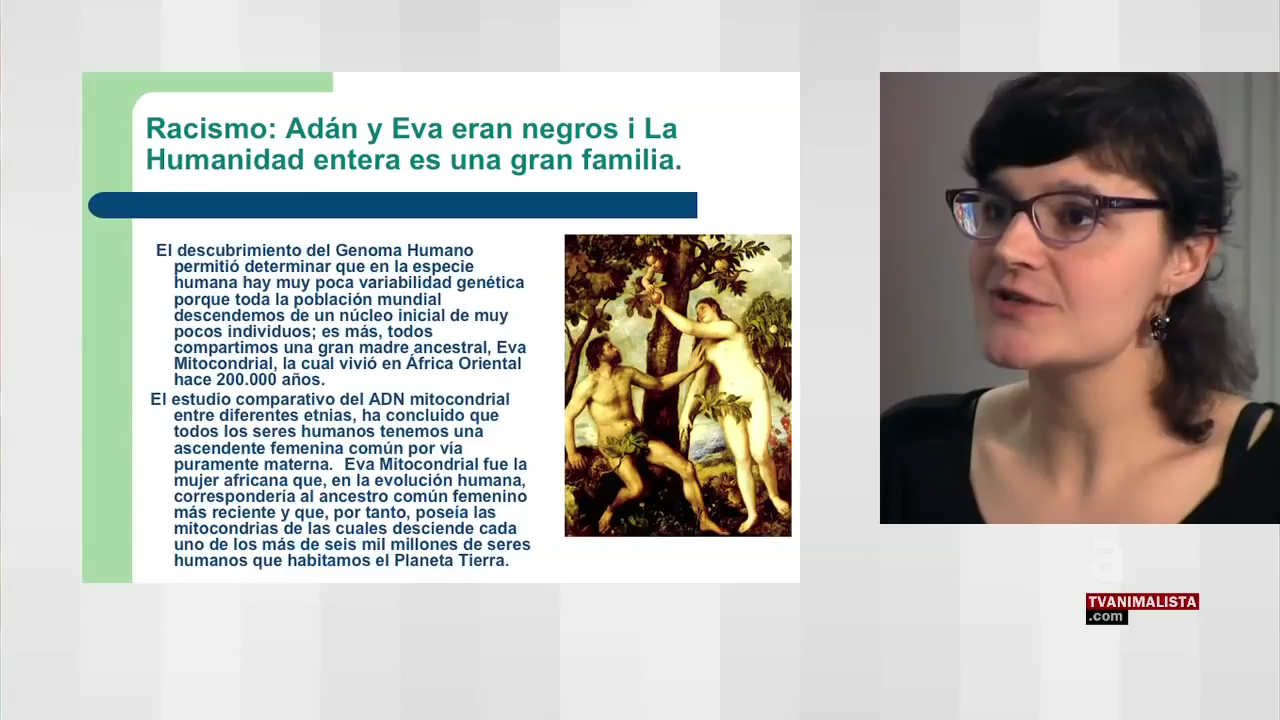 Racismo: Adán y Eva eran negros i La
Humanidad entera es una gran familia.
El descubrimiento del Genoma Humano
permitió determinar que en la especie
humana hay muy poca variabilidad genética
porque toda la población mundial
descendemos de un núcleo inicial de muy
pocos individuos; es más, todos
compartimos una gran madre ancestral, Eva
Mitocondrial, la cual vivió en África Oriental
hace 200.000 años.
El estudio comparativo del ADN mitocondrial
entre diferentes etnias, ha concluido que
todos los seres humanos tenemos una
ascendente femenina común por vía
puramente materna. Eva Mitocondrial fue la
mujer africana que, en la evolución humana,
correspondería al ancestro común femenino
más reciente y que, por tanto, poseía las
mitocondrias de las cuales desciende cada
uno de los más de seis mil millones de seres
humanos que habitamos el Planeta Tierra.
a
TVANIMALISTA
.com